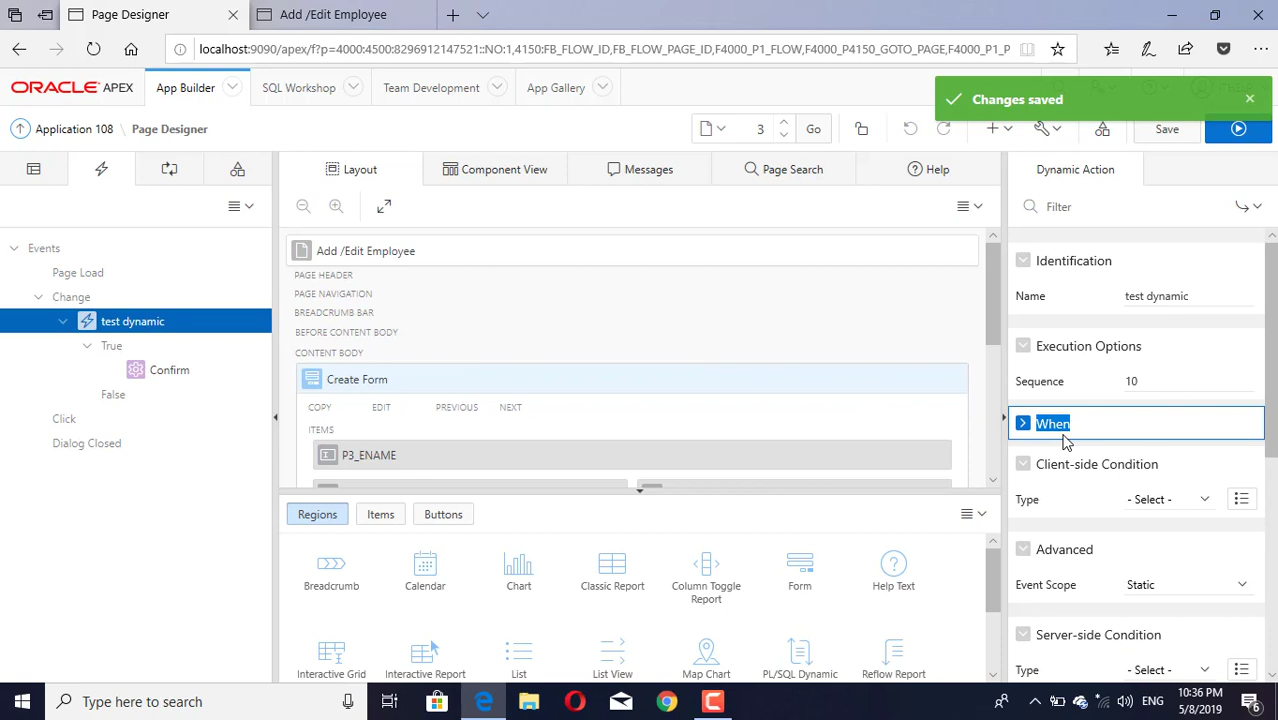 Page Designer
Add /Edit Employee
localhost:9090/apex/f?p=4000:4500:8296912147521::NO:1,4150:FB_FLOW_ID,FB_FLOW_PAGE_ID,F4000_P1_FLOW,F4000_P4150_GOTO_PAGE,F4000_P1_P
ORACLE APEX
App Builder
SQL Workshop
Team Development
App Gallery
Changes saved
Application 108 \ Page Designer
3
Go
Save
Layout
Component View
Messages
Page Search
Help
Dynamic Action
Filter
Events
Page Load
Change
test dynamic
True
Confirm
False
Click
Dialog Closed
Add /Edit Employee
PAGE HEADER
PAGE NAVIGATION
BREADCRUMB BAR
BEFORE CONTENT BODY
CONTENT BODY
Create Form
COPY EDIT PREVIOUS NEXT
ITEMS
P3_ENAME
Regions
Items
Buttons
Breadcrumb
Calendar
Chart
Classic Report
Column Toggle
Report
Form
Help Text
Interactive Grid
Interactive Report
List
List View
Map Chart
PL/SQL Dynamic
Reflow Report
Identification
Name test dynamic
Execution Options
Sequence 10
When
Client-side Condition
Type - Select -
Advanced
Event Scope Static
Server-side Condition
Type - Select -
Type here to search
ENG
10:36 PM
5/8/2019
6